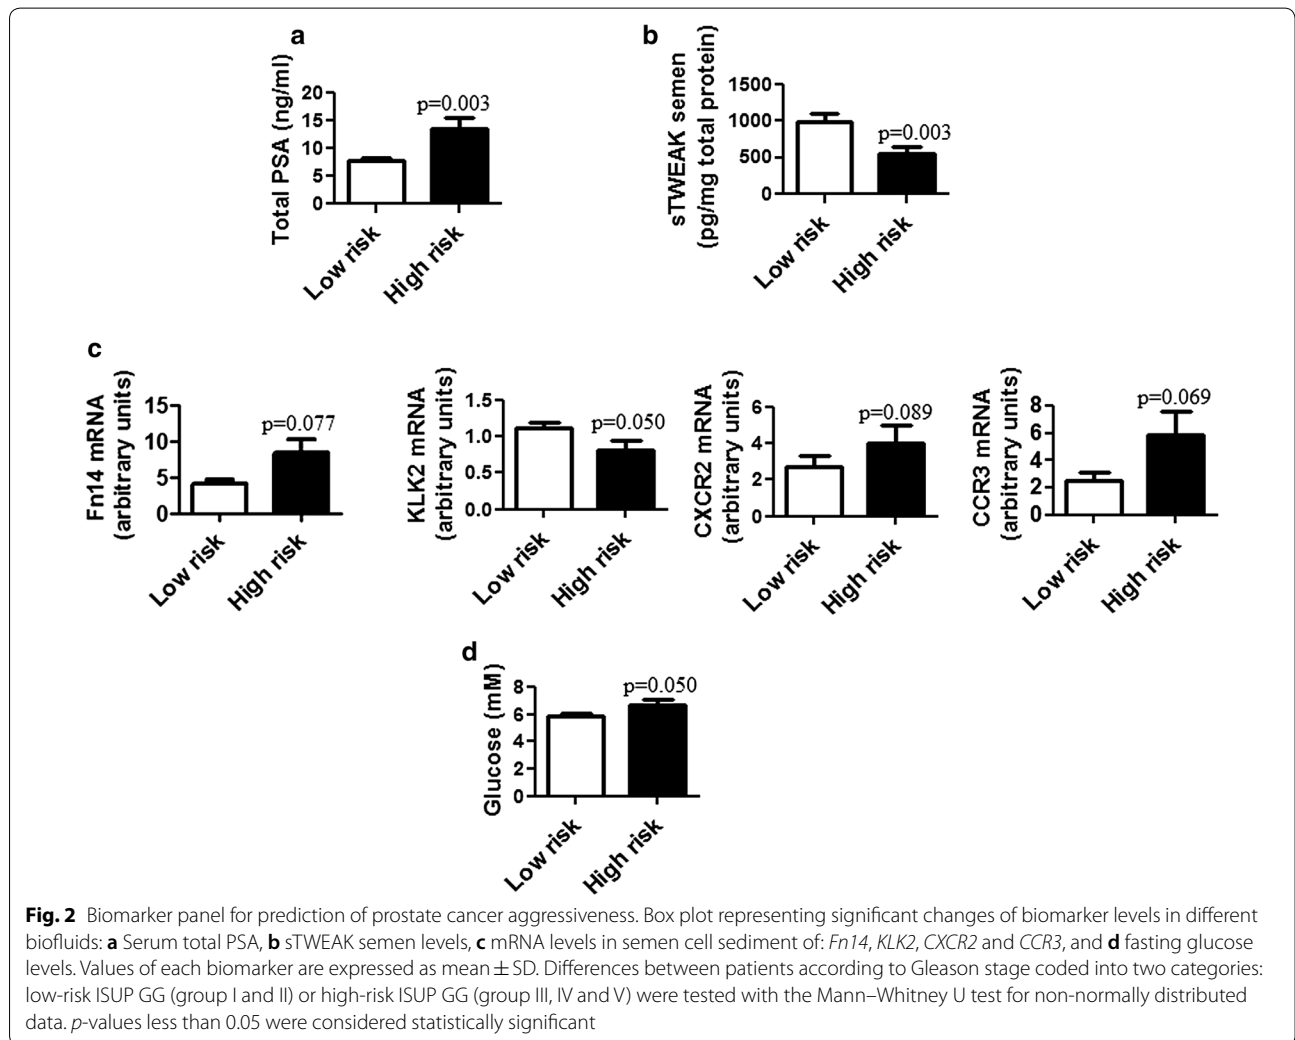 a
Total PSA (ng/ml)
20
15
10
5
0
p=0.003
Low risk
High risk
b
sTWEAK semen
(pg/mg total protein)
1500
1000
500
0
p=0.003
Low risk
High risk
c
Fn14 mRNA
(arbitrary units)
15
10
5
0
p=0.077
Low risk
High risk
KLK2 mRNA
(arbitrary units)
1.5
1.0
0.5
0.0
p=0.050
Low risk
High risk
CXCR2 mRNA
(arbitrary units)
6
4
2
0
p=0.089
Low risk
High risk
CCR3 mRNA
(arbitrary units)
8
6
4
2
0
p=0.069
Low risk
High risk
d
Glucose (mM)
8
6
4
2
0
p=0.050
Low risk
High risk
Fig. 2 Biomarker panel for prediction of prostate cancer aggressiveness. Box plot representing significant changes of biomarker levels in different
biofluids: a Serum total PSA, b sTWEAK semen levels, c mRNA levels in semen cell sediment of: Fn14, KLK2, CXCR2 and CCR3, and d fasting glucose
levels. Values of each biomarker are expressed as mean ± SD. Differences between patients according to Gleason stage coded into two categories:
low-risk ISUP GG (group I and II) or high-risk ISUP GG (group III, IV and V) were tested with the Mann–Whitney U test for non-normally distributed
data. p-values less than 0.05 were considered statistically significant